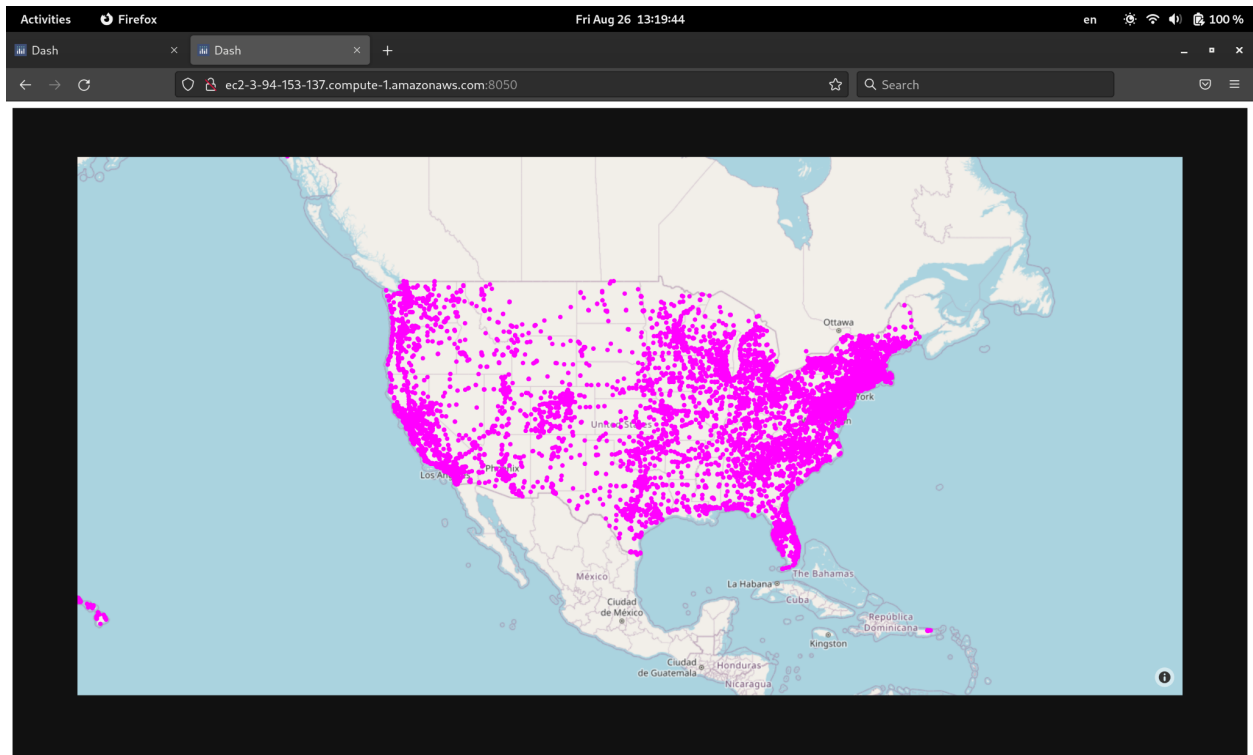 Activities Firefox Fri Aug 26 13:19:44 en 100 %
Dash × Dash × +
ec2-3-94-153-137.compute-1.amazonaws.com:8050 Search
Ottawa
York
United States
Phoenix
Los An
México
The Bahamas
La Habana
Cuba
Ciudad
de México
República
Dominicana
Kingston
Ciudad
de Guatemala
Honduras
Nicaragua